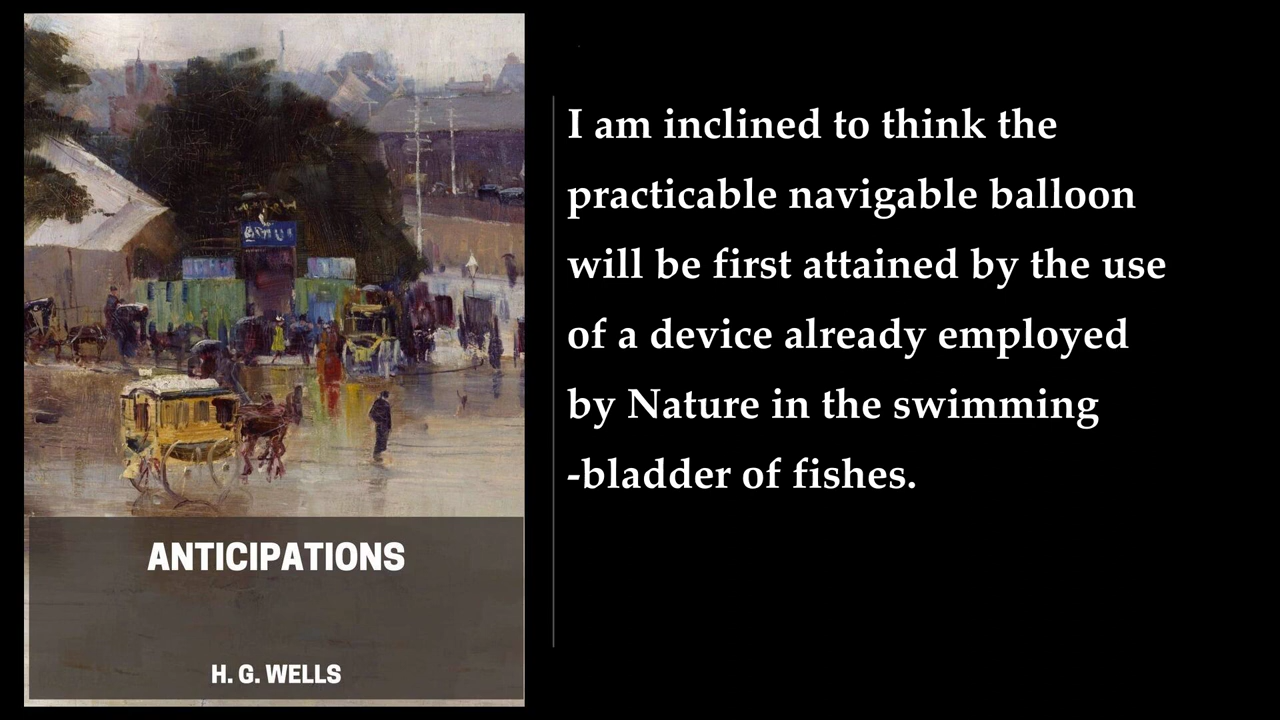 ANTICIPATIONS
H. G. WELLS
I am inclined to think the
practicable navigable balloon
will be first attained by the use
of a device already employed
by Nature in the swimming
-bladder of fishes.